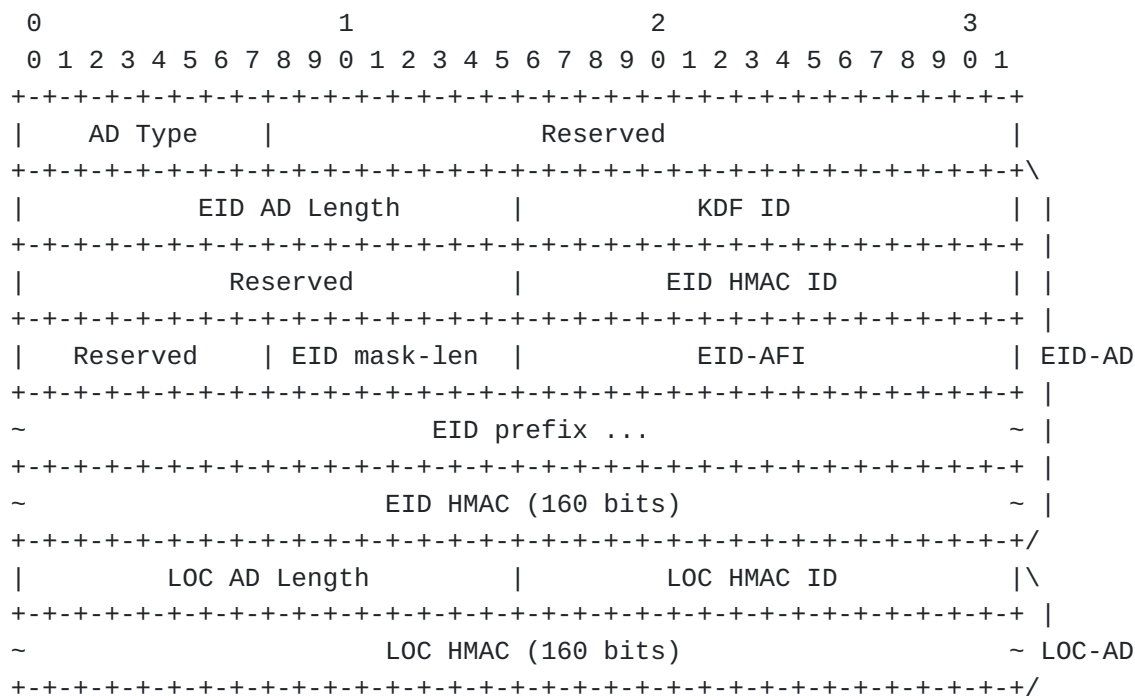 0                   1                   2                   3
 0 1 2 3 4 5 6 7 8 9 0 1 2 3 4 5 6 7 8 9 0 1 2 3 4 5 6 7 8 9 0 1
+-+-+-+-+-+-+-+-+-+-+-+-+-+-+-+-+-+-+-+-+-+-+-+-+-+-+-+-+-+-+-+-+
|    AD Type    |                 Reserved                      |
+-+-+-+-+-+-+-+-+-+-+-+-+-+-+-+-+-+-+-+-+-+-+-+-+-+-+-+-+-+-+-+-+\
|           EID AD Length       |           KDF ID              | |
+-+-+-+-+-+-+-+-+-+-+-+-+-+-+-+-+-+-+-+-+-+-+-+-+-+-+-+-+-+-+-+-+ |
|             Reserved          |         EID HMAC ID           | |
+-+-+-+-+-+-+-+-+-+-+-+-+-+-+-+-+-+-+-+-+-+-+-+-+-+-+-+-+-+-+-+-+ |
|   Reserved    | EID mask-len  |           EID-AFI             | EID-AD
+-+-+-+-+-+-+-+-+-+-+-+-+-+-+-+-+-+-+-+-+-+-+-+-+-+-+-+-+-+-+-+-+ |
~                          EID prefix ...                       ~ |
+-+-+-+-+-+-+-+-+-+-+-+-+-+-+-+-+-+-+-+-+-+-+-+-+-+-+-+-+-+-+-+-+ |
~                       EID HMAC (160 bits)                     ~ |
+-+-+-+-+-+-+-+-+-+-+-+-+-+-+-+-+-+-+-+-+-+-+-+-+-+-+-+-+-+-+-+-+/
|         LOC AD Length         |         LOC HMAC ID           |\
+-+-+-+-+-+-+-+-+-+-+-+-+-+-+-+-+-+-+-+-+-+-+-+-+-+-+-+-+-+-+-+-+ |
~                       LOC HMAC (160 bits)                     ~ LOC-AD
+-+-+-+-+-+-+-+-+-+-+-+-+-+-+-+-+-+-+-+-+-+-+-+-+-+-+-+-+-+-+-+-+/